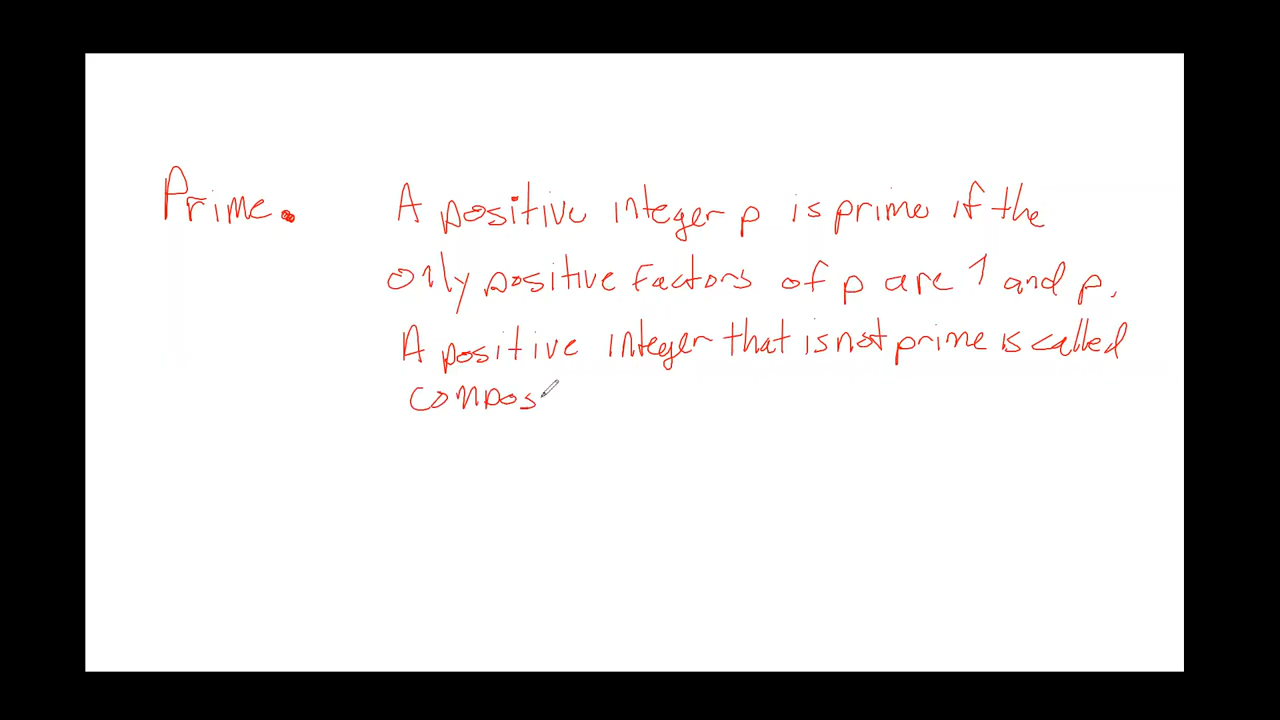 Prime. A positive integer p is prime if the
only positive factors of p are 1 and p.
A positive integer that is not prime is called
compos